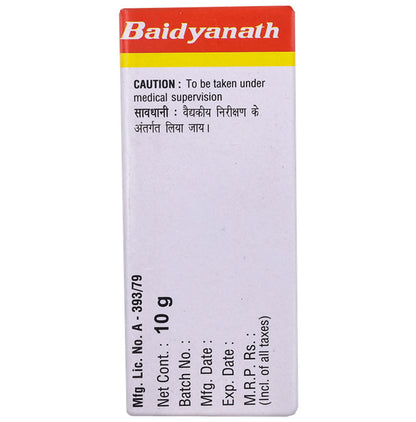 Baidyanath
CAUTION : To be taken under
medical supervision
सावधानी : वैद्यकीय निरीक्षण के
अंतर्गत लिया जाय।
Mfg. Lic. No. A - 393/79
Net Cont. : 10 g
Batch No. :
Mfg. Date :
Exp. Date :
M.R.P. Rs. :
(Incl. of all taxes)